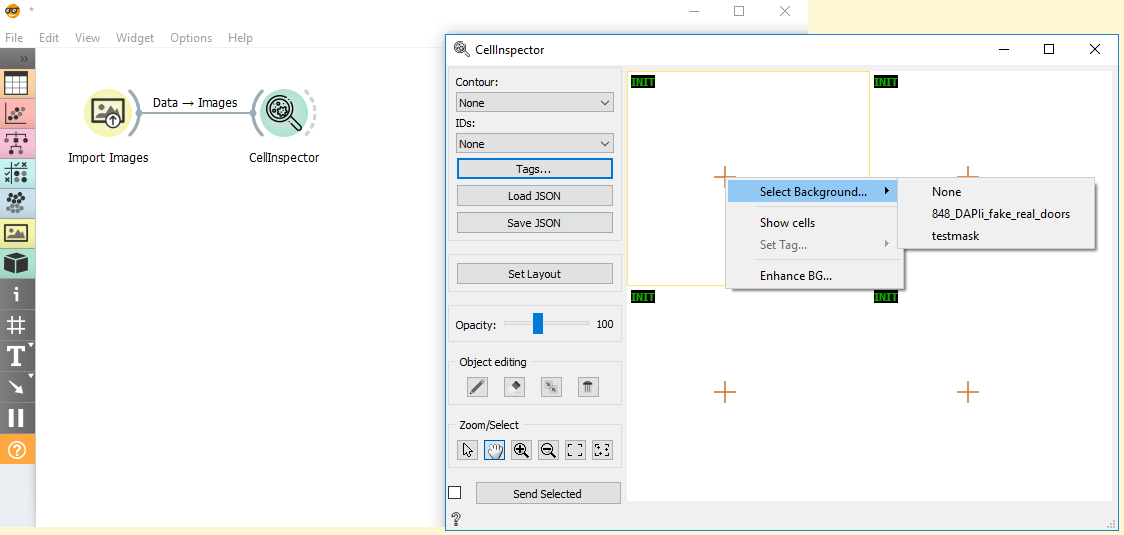 *
File Edit View Widget Options Help
»
Data → Images
Import Images
CellInspector
T
CellInspector
Contour:
None
IDs:
None
Tags...
Load JSON
Save JSON
Set Layout
Opacity:
100
Object editing
Zoom/Select
Send Selected
?
INIT
INIT
Select Background...
Show cells
Set Tag...
Enhance BG...
None
848_DAPIi_fake_real_doors
testmask
INIT
INIT